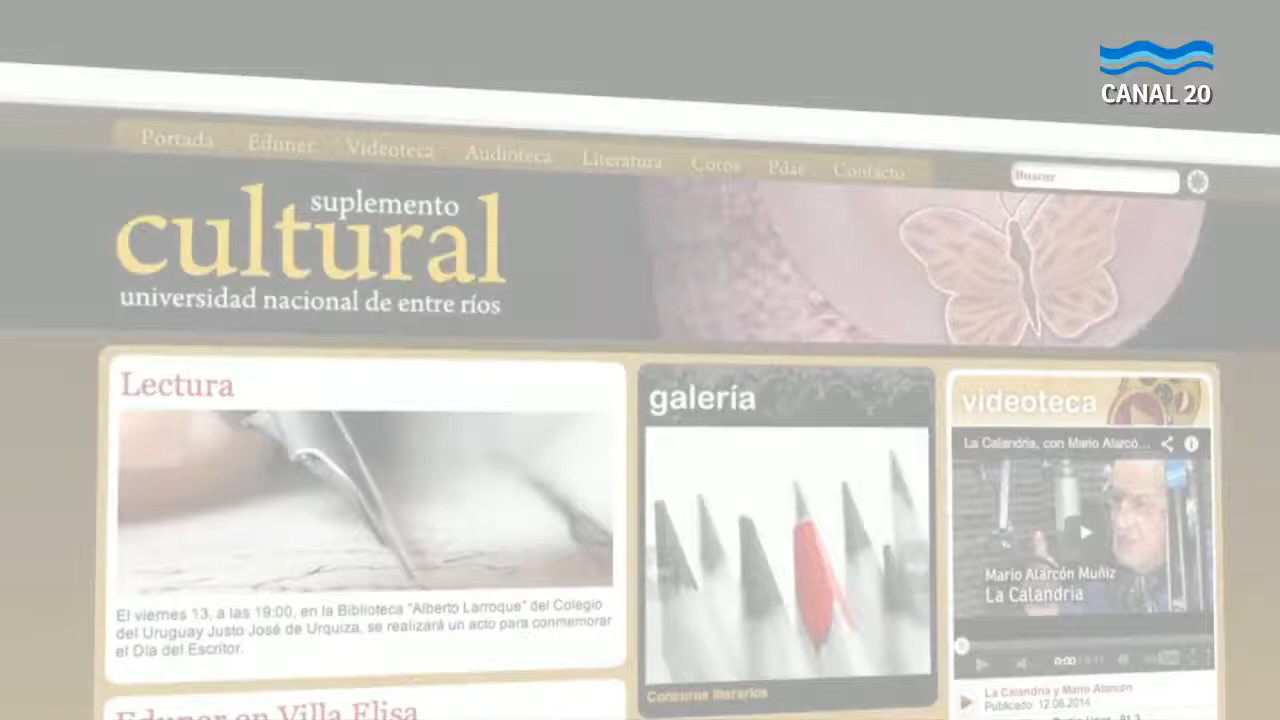 CANAL 20
Portada Eduner Videoteca Audioteca Literatura Coros Pdae Contacto
Buscar
suplemento
cultural
universidad nacional de entre ríos
Lectura
El viernes 13, a las 19:00, en la Biblioteca "Alberto Larroque" del Colegio
del Uruguay Justo José de Urquiza, se realizará un acto para conmemorar
el Día del Escritor.
Eduner en Villa Elisa
galería
Concursos literarios
videoteca
La Calandria, con Mario Alarcó...
Mario Alarcón Muñiz
La Calandria
0:00
La Calandria y Mario Alarcón
Publicado: 12.06.2014